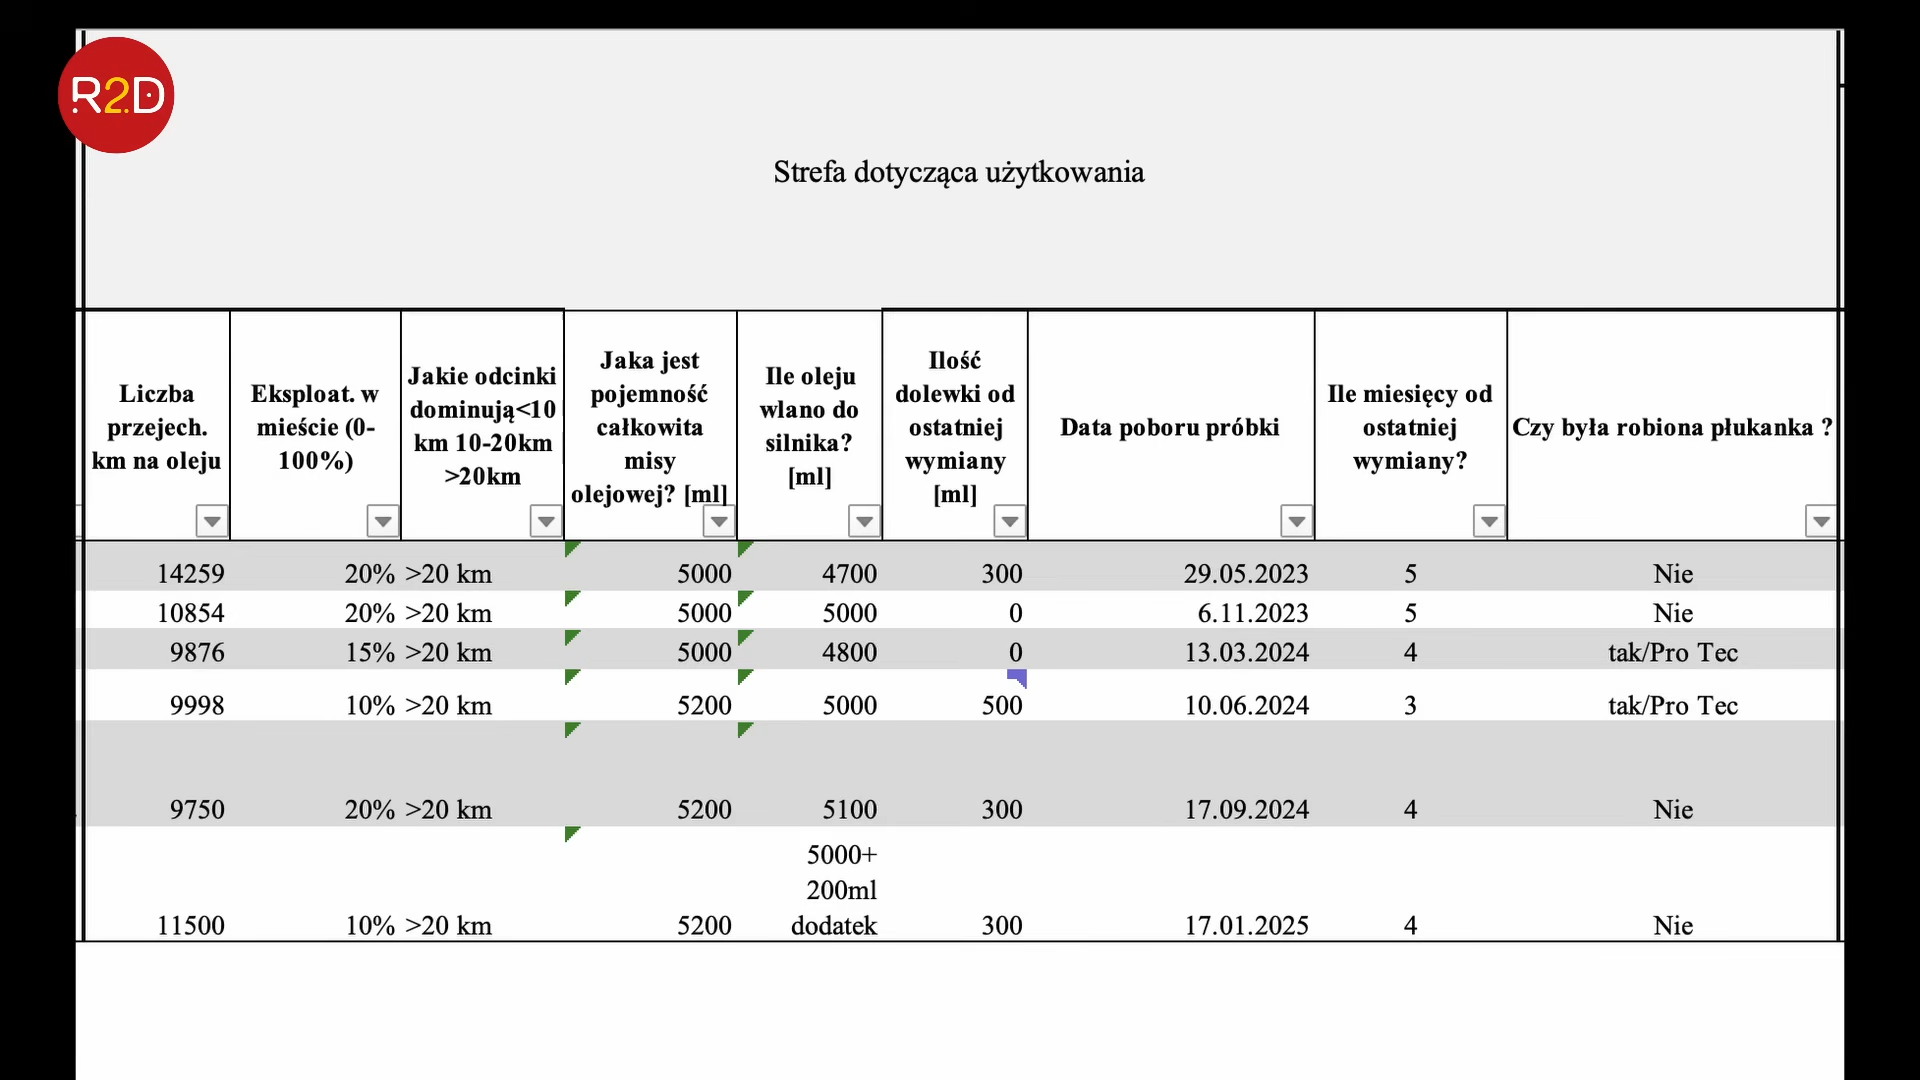 R2D
Strefa dotycząca użytkowania
Liczba
przejech.
km na oleju
Eksploat. w
mieście (0-
100%)
Jakie odcinki
dominują<10
km 10-20km
>20km
Jaka jest
pojemność
całkowita
misy
olejowej? [ml]
Ile oleju
wlano do
silnika?
[ml]
Ilość
dolewki od
ostatniej
wymiany
[ml]
Data poboru próbki
Ile miesięcy od
ostatniej
wymiany?
Czy była robiona płukanka ?
14259 20% >20 km 5000 4700 300 29.05.2023 5 Nie
10854 20% >20 km 5000 5000 0 6.11.2023 5 Nie
9876 15% >20 km 5000 4800 0 13.03.2024 4 tak/Pro Tec
9998 10% >20 km 5200 5000 500 10.06.2024 3 tak/Pro Tec
9750 20% >20 km 5200 5100 300 17.09.2024 4 Nie
5000+
200ml
11500 10% >20 km 5200 dodatek 300 17.01.2025 4 Nie